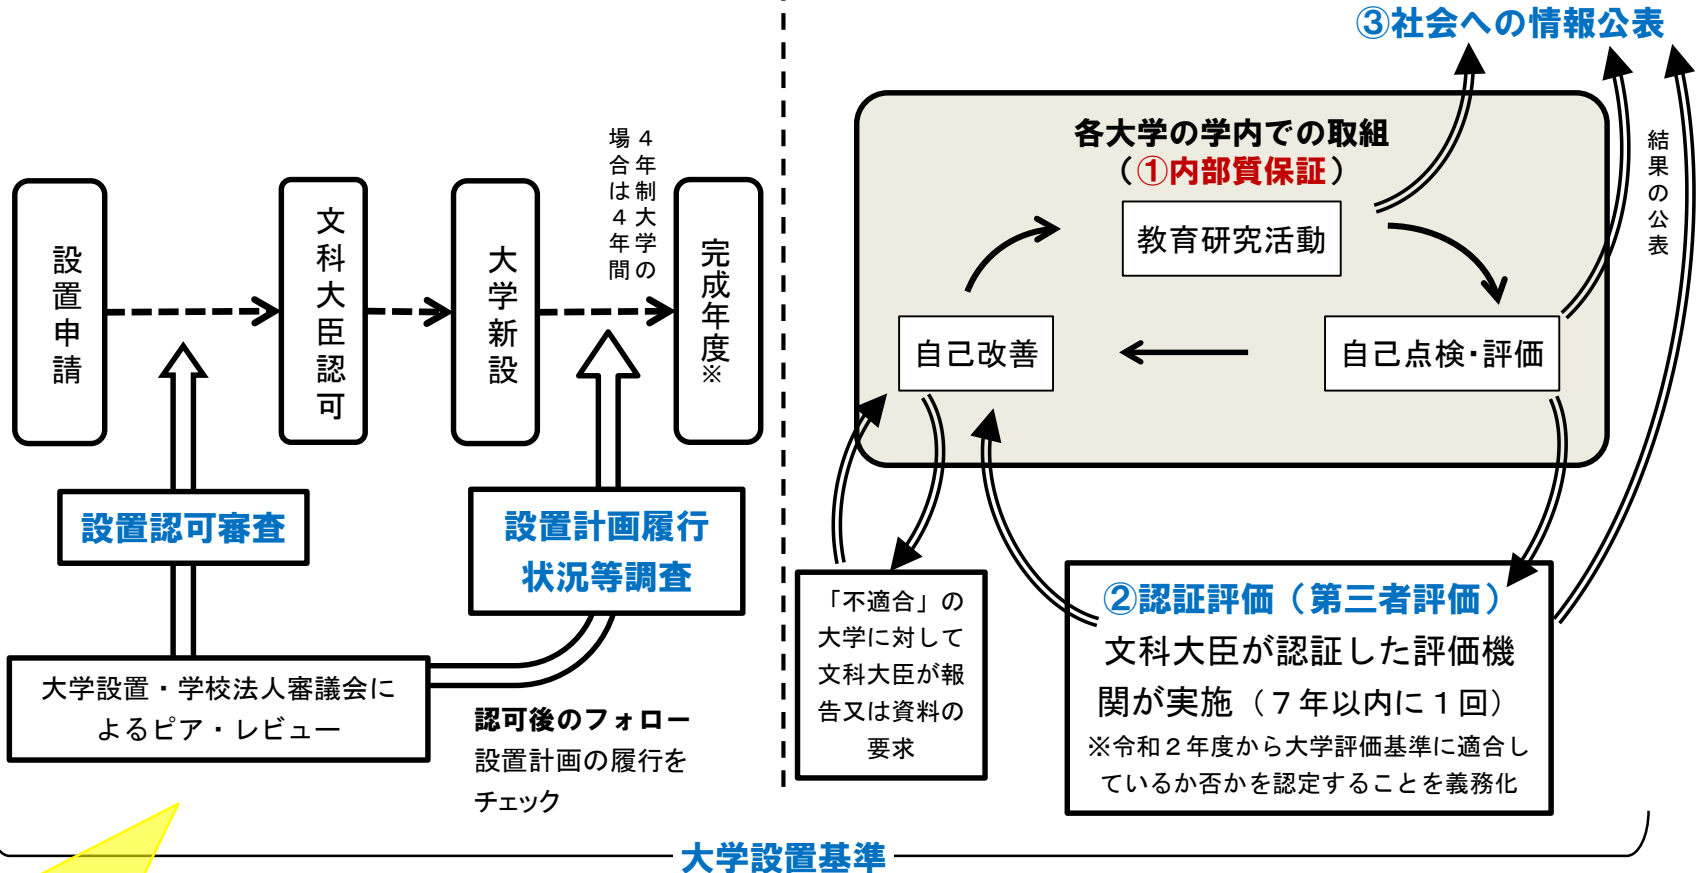 設置申請
文科大臣認可
大学新設
４年制大学の
場合は４年間
完成年度※
設置認可審査
設置計画履行
状況等調査
大学設置・学校法人審議会に
よるピア・レビュー
認可後のフォロー
設置計画の履行を
チェック
③社会への情報公表
各大学の学内での取組
（①内部質保証）
教育研究活動
自己改善
自己点検・評価
結果の公表
「不適合」の
大学に対して
文科大臣が報
告又は資料の
要求
②認証評価（第三者評価）
文科大臣が認証した評価機
関が実施（７年以内に１回）
※令和２年度から大学評価基準に適合し
ているか否かを認定することを義務化
大学設置基準